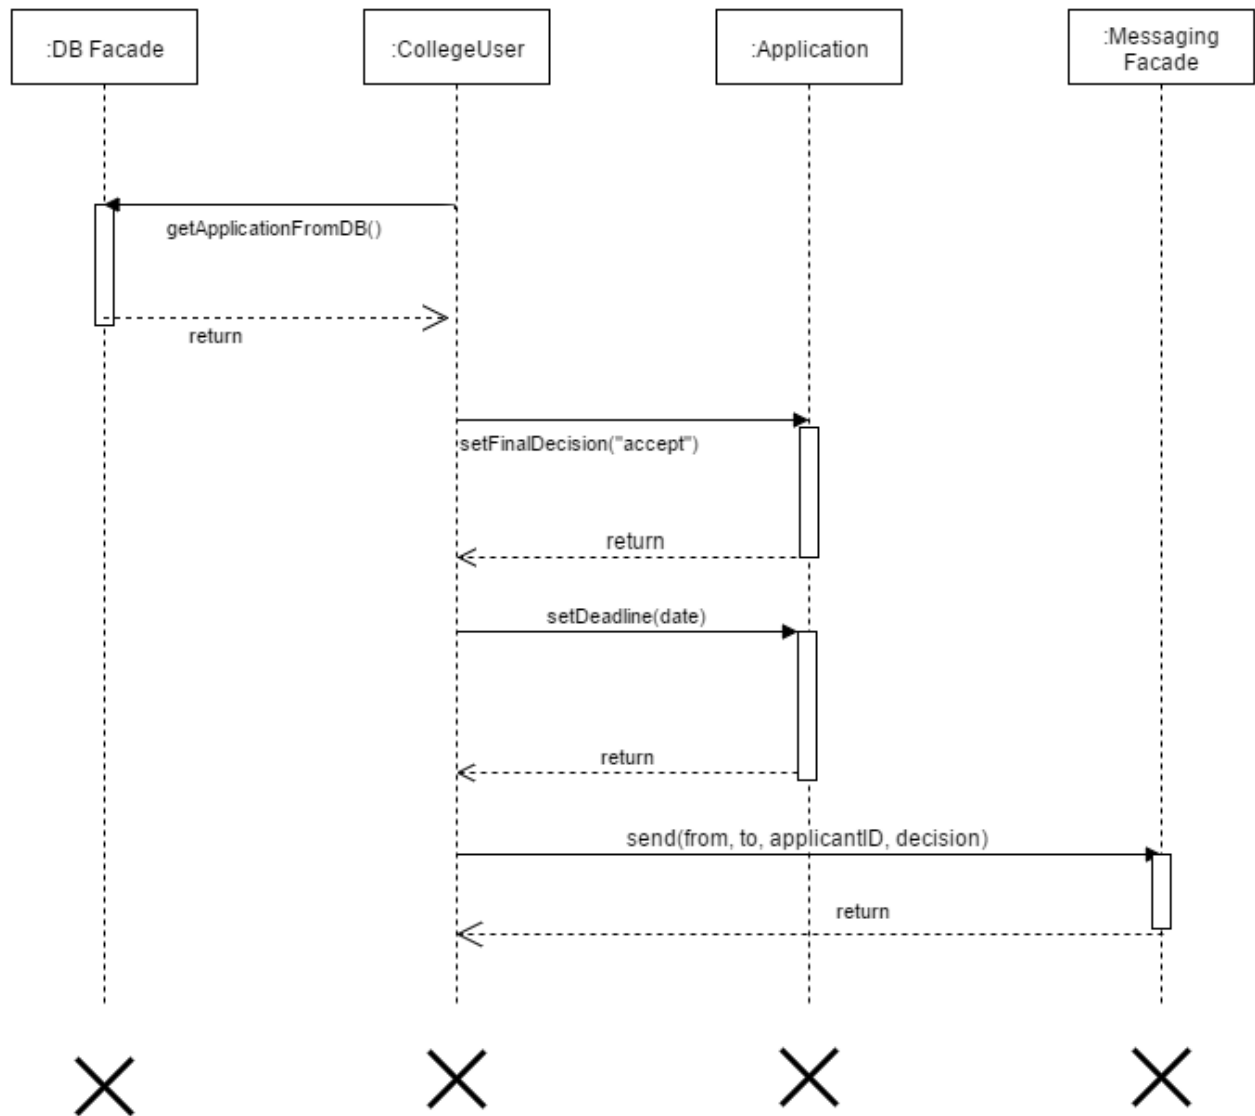 :DB Facade
:CollegeUser
:Application
:Messaging
Facade
getApplicationFromDB()
return
setFinalDecision("accept")
return
setDeadline(date)
return
send(from, to, applicantID, decision)
return